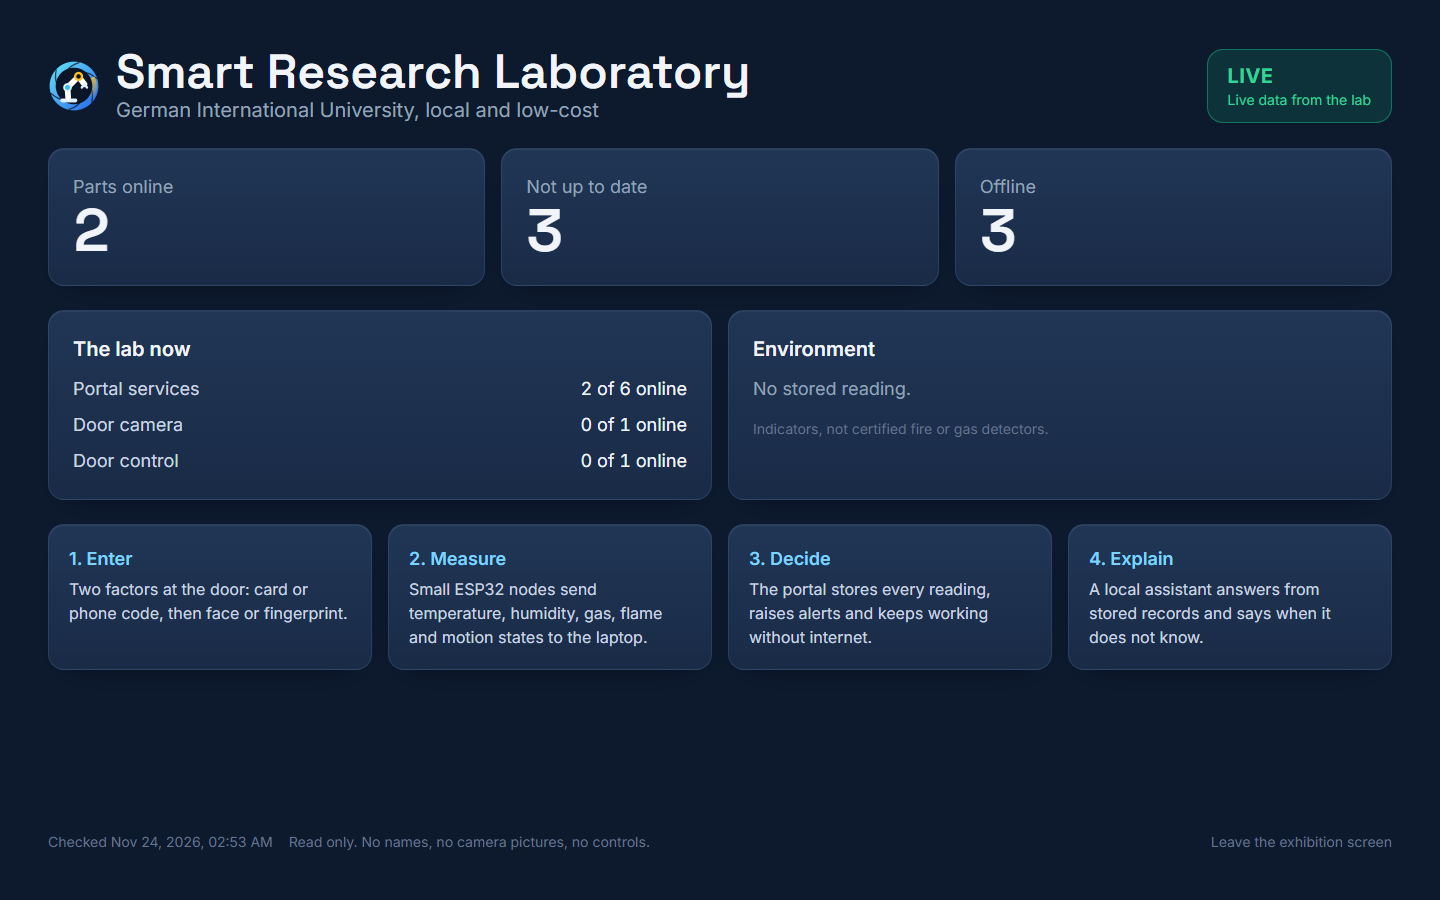 Smart Research Laboratory
German International University, local and low-cost
LIVE
Live data from the lab
Parts online
2
Not up to date
3
Offline
3
The lab now
Portal services 2 of 6 online
Door camera 0 of 1 online
Door control 0 of 1 online
Environment
No stored reading.
Indicators, not certified fire or gas detectors.
1. Enter
Two factors at the door: card or
phone code, then face or fingerprint.
2. Measure
Small ESP32 nodes send
temperature, humidity, gas, flame
and motion states to the laptop.
3. Decide
The portal stores every reading,
raises alerts and keeps working
without internet.
4. Explain
A local assistant answers from
stored records and says when it
does not know.
Checked Nov 24, 2026, 02:53 AM Read only. No names, no camera pictures, no controls.
Leave the exhibition screen